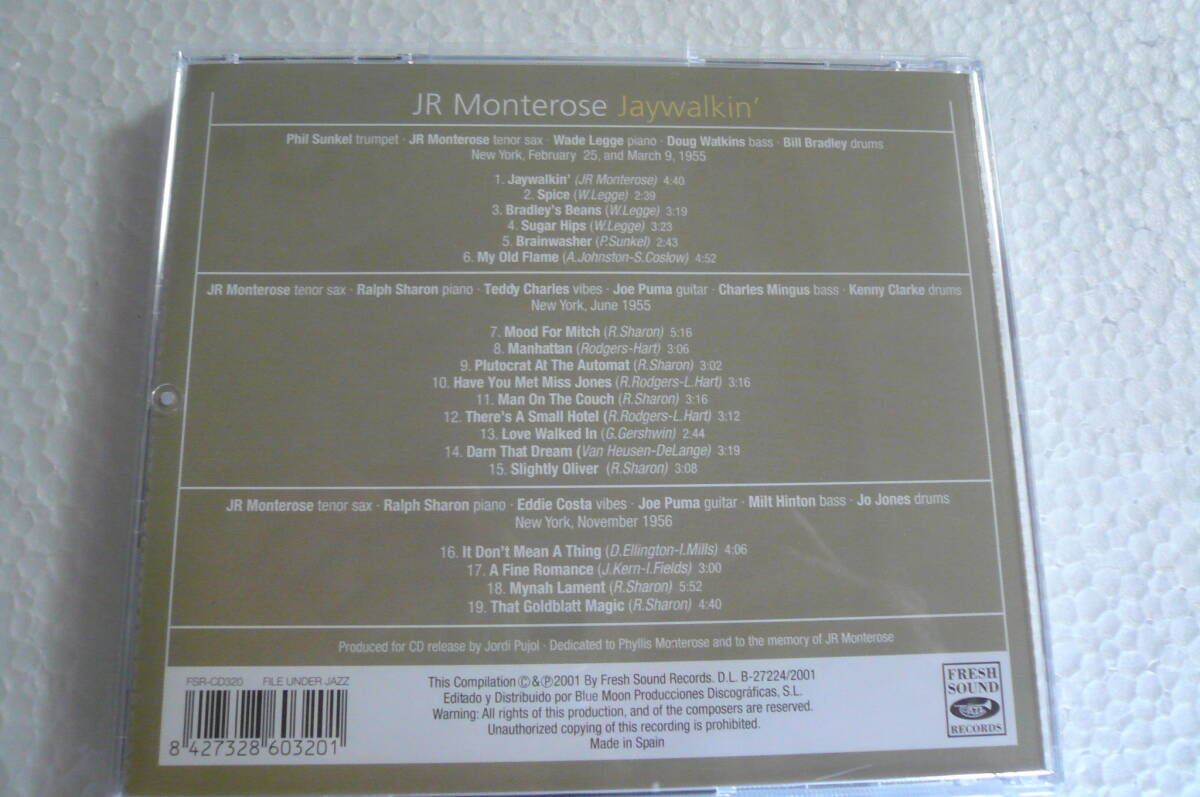 JR Monterose Jaywalkin'
Phil Sunkel trumpet · JR Monterose tenor sax · Wade Legge piano · Doug Watkins bass · Bill Bradley drums
New York, February 25, and March 9, 1955
1. Jaywalkin' (JR Monterose) 4:40
2. Spice (W.Legge) 2:39
3. Bradley's Beans (W.Legge) 3:19
4. Sugar Hips (W.Legge) 3:23
5. Brainwasher (P.Sunkel) 2:43
6. My Old Flame (A.Johnston-S.Coslow) 4:52
JR Monterose tenor sax · Ralph Sharon piano · Teddy Charles vibes · Joe Puma guitar · Charles Mingus bass · Kenny Clarke drums
New York, June 1955
7. Mood For Mitch (R.Sharon) 5:16
8. Manhattan (Rodgers-Hart) 3:06
9. Plutocrat At The Automat (R.Sharon) 3:02
10. Have You Met Miss Jones (R.Rodgers-L.Hart) 3:16
11. Man On The Couch (R.Sharon) 3:16
12. There's A Small Hotel (R.Rodgers-L.Hart) 3:12
13. Love Walked In (G.Gershwin) 2:44
14. Darn That Dream (Van Heusen-DeLange) 3:19
15. Slightly Oliver (R.Sharon) 3:08
JR Monterose tenor sax · Ralph Sharon piano · Eddie Costa vibes · Joe Puma guitar · Milt Hinton bass · Jo Jones drums
New York, November 1956
16. It Don't Mean A Thing (D.Ellington-I.Mills) 4:06
17. A Fine Romance (J.Kern-I.Fields) 3:00
18. Mynah Lament (R.Sharon) 5:52
19. That Goldblatt Magic (R.Sharon) 4:40
Produced for CD release by Jordi Pujol · Dedicated to Phyllis Monterose and to the memory of JR Monterose
FSR-CD320 FILE UNDER JAZZ
8 427328 603201
This Compilation © & ℗ 2001 By Fresh Sound Records. D.L. B-27224/2001
Editado y Distribuido por Blue Moon Producciones Discográficas, S.L.
Warning: All rights of this production, and of the composers are reserved.
Unauthorized copying of this recording is prohibited.
Made in Spain
FRESH
SOUND
RECORDS